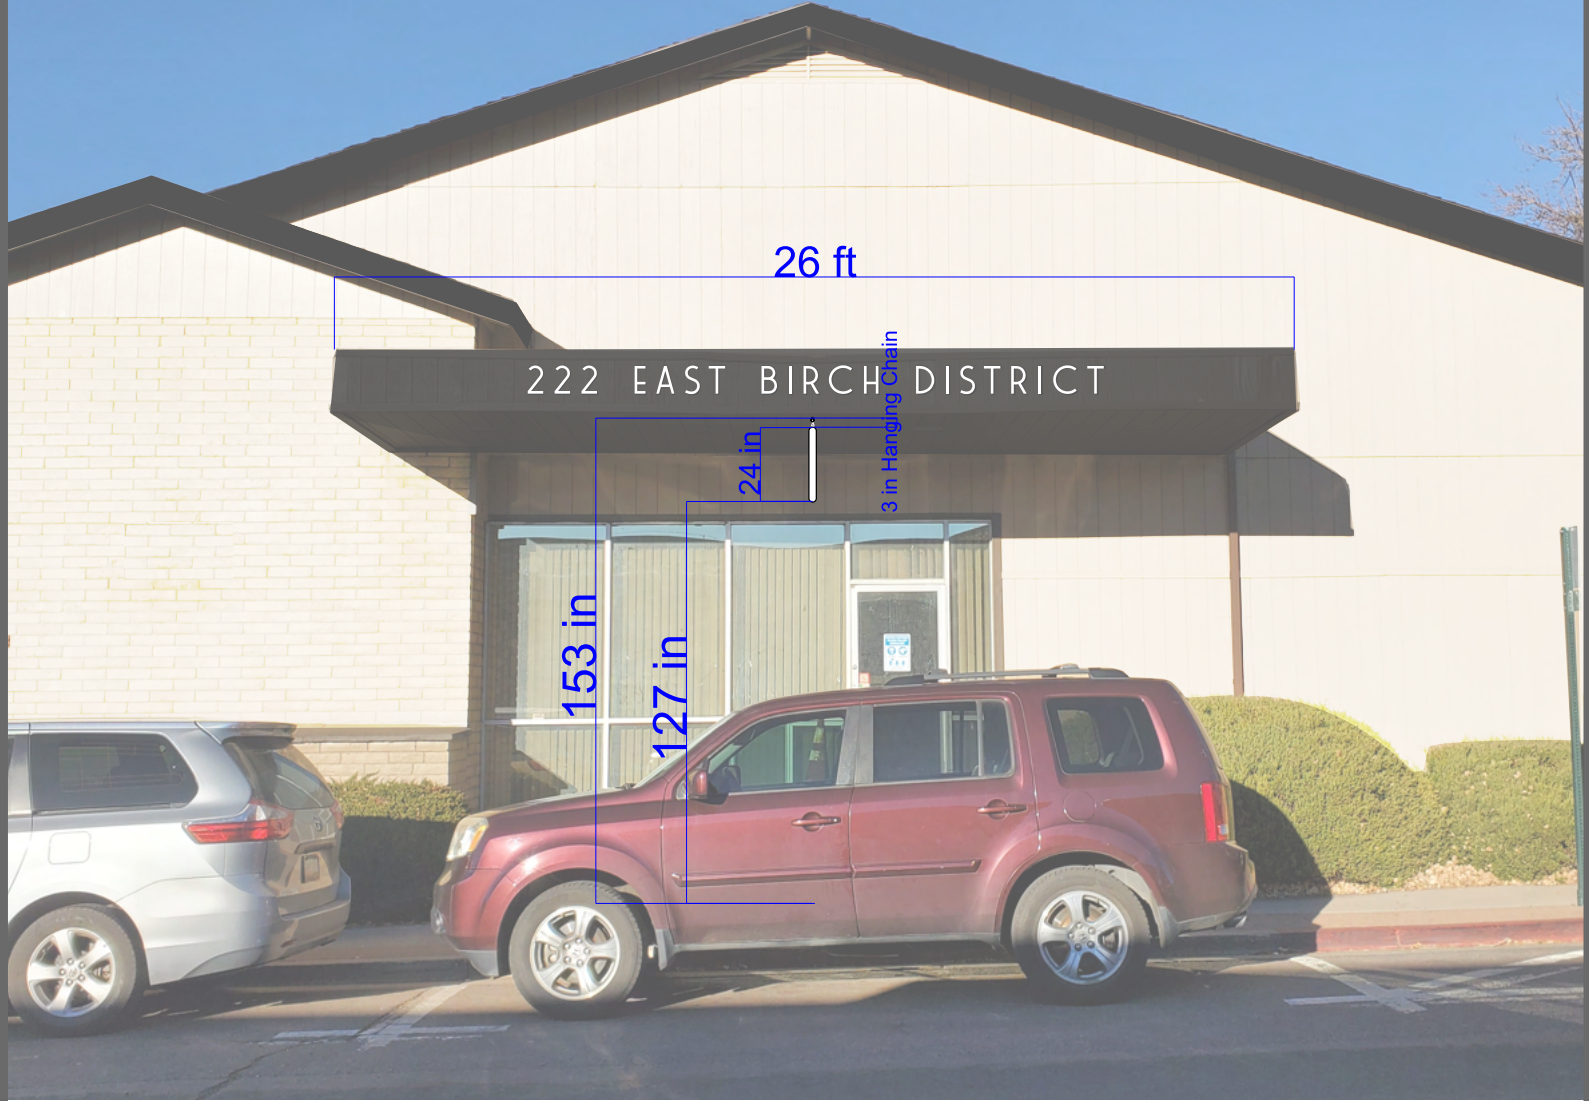 26 ft
222 EAST BIRCH DISTRICT
3 in Hanging Chain
24 in
153 in
127 in